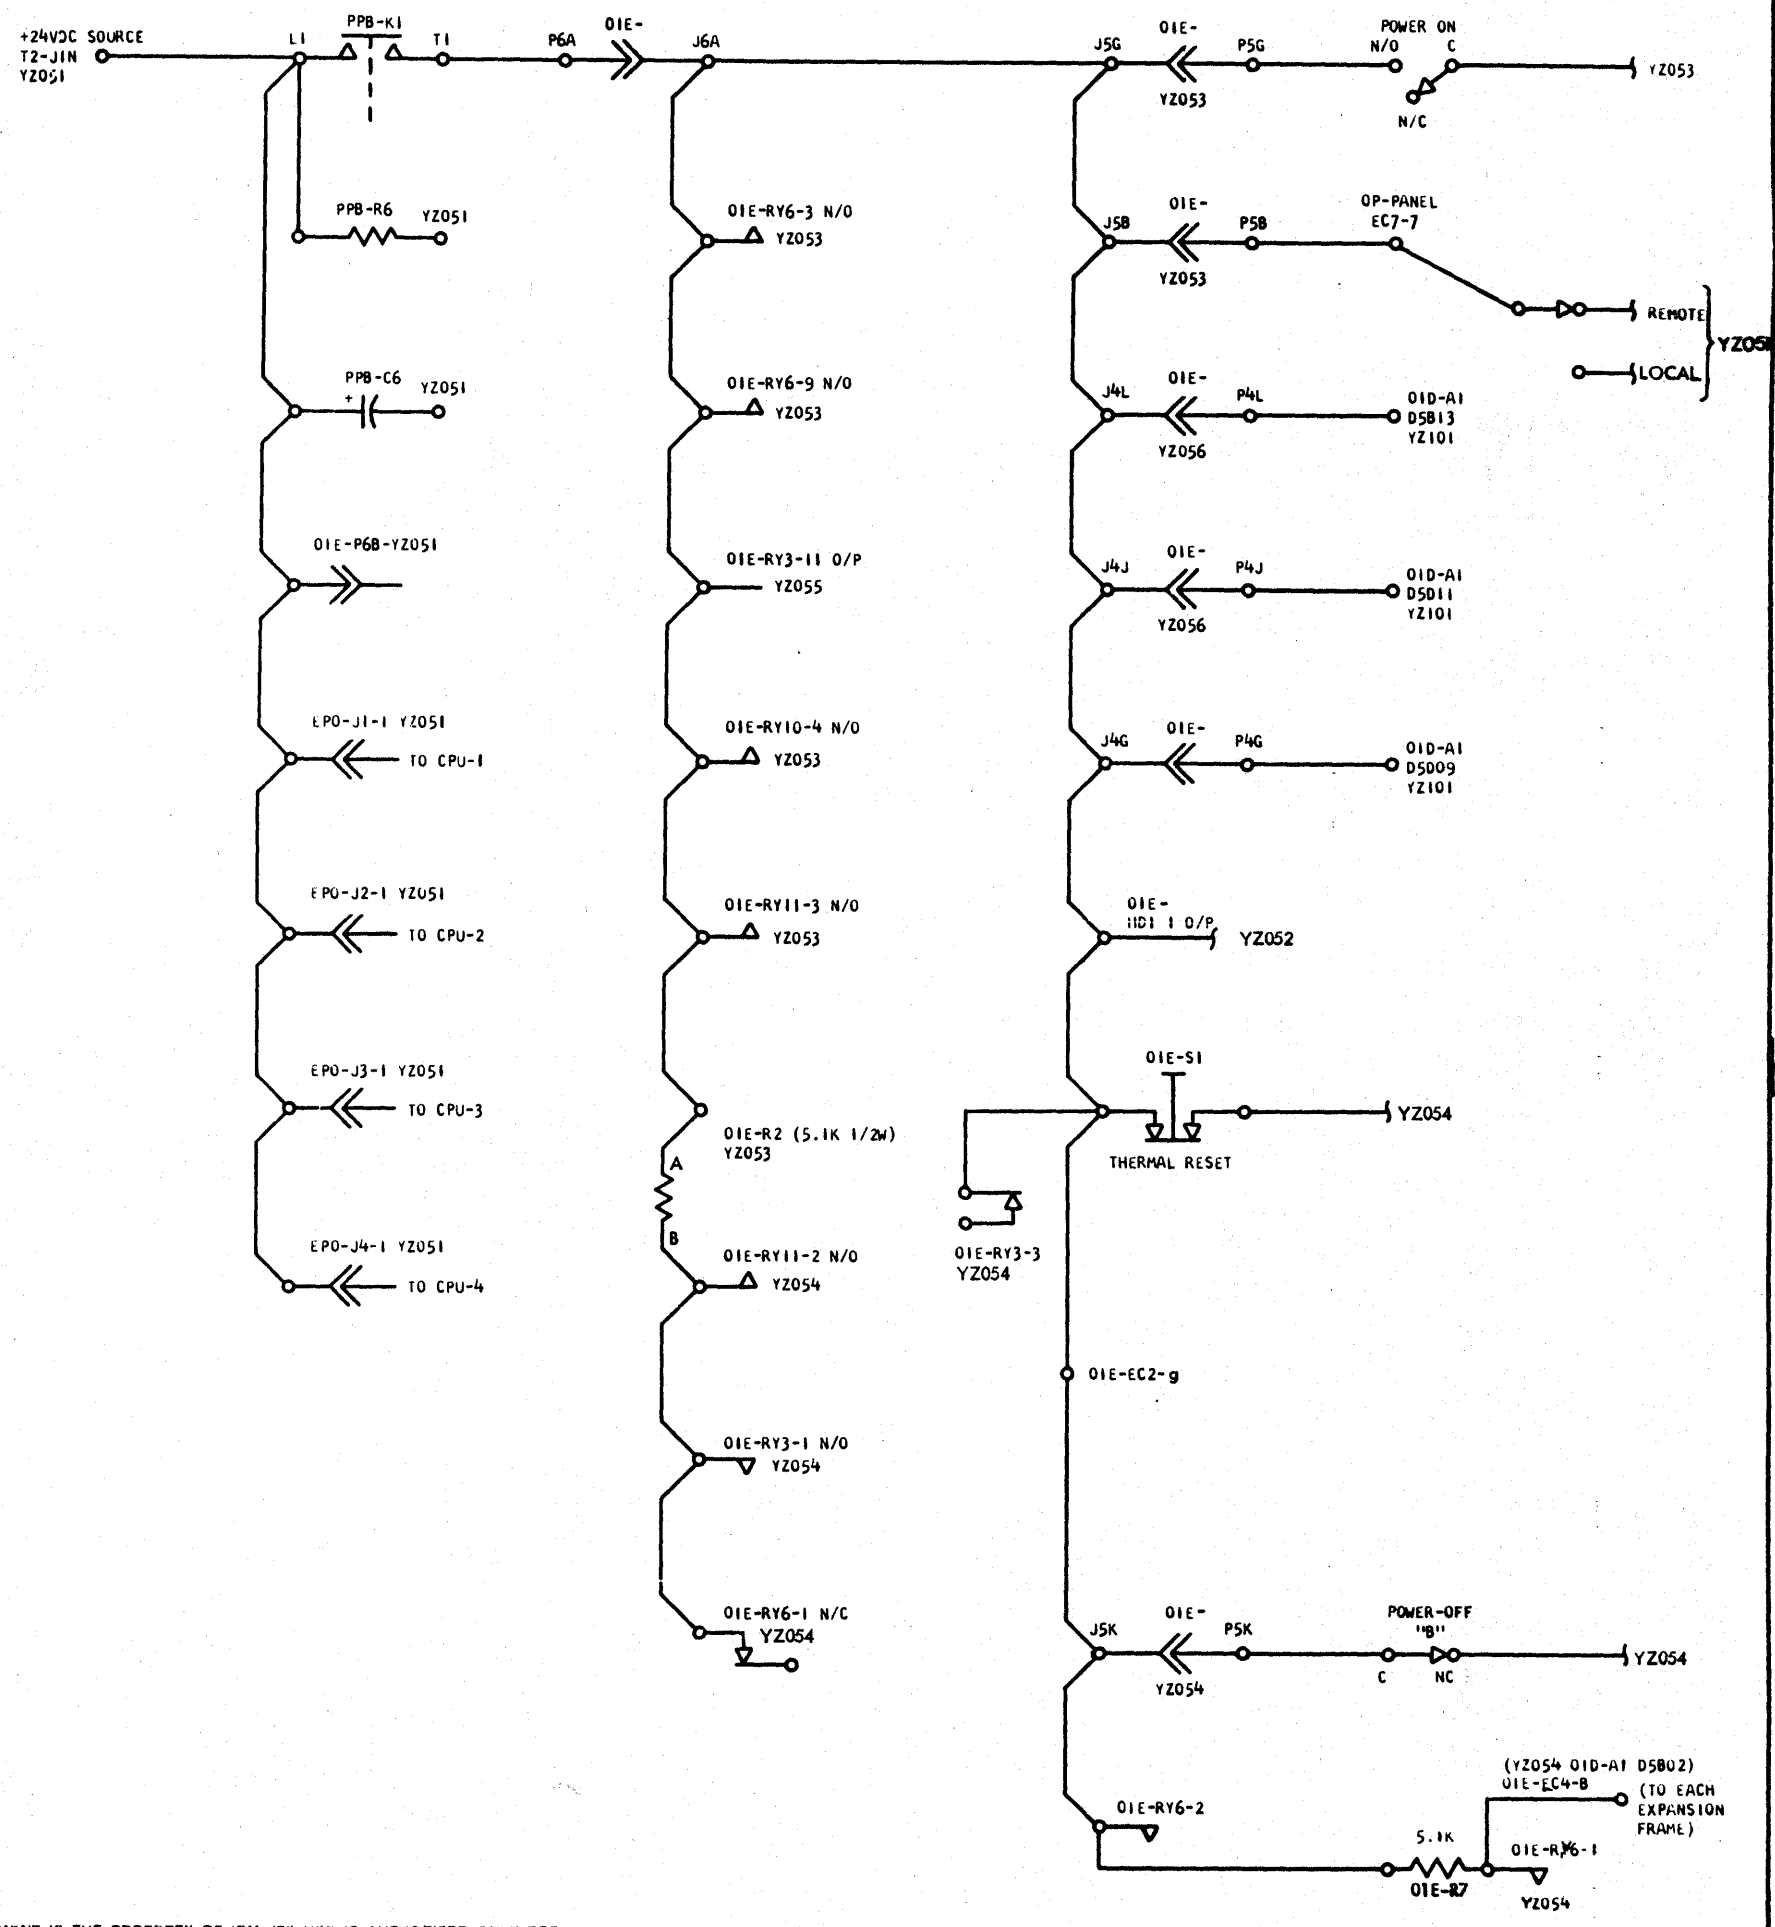 +24VDC SOURCE
T2-J1N
YZ051
L1
PPB-K1
T1
P6A
01E-
J6A
J5G
01E-
P5G
YZ053
POWER ON
N/O C
N/C
YZ053
PPB-R6
YZ051
01E-RY6-3 N/O
YZ053
J5B
01E-
P5B
YZ053
OP-PANEL
EC7-7
REMOTE
LOCAL
PPB-C6
+
YZ051
01E-RY6-9 N/O
YZ053
J4L
01E-
P4L
YZ056
01D-A1
D5B13
YZ101
01E-P6B-YZ051
01E-RY3-11 O/P
YZ055
J4J
01E-
P4J
YZ056
01D-A1
D5D11
YZ101
EPO-J1-1 YZ051
TO CPU-1
01E-RY10-4 N/O
YZ053
J4G
01E-
P4G
01D-A1
D5D09
YZ101
EPO-J2-1 YZ051
TO CPU-2
01E-RY11-3 N/O
YZ053
01E-
1 O/P
YZ052
EPO-J3-1 YZ051
TO CPU-3
01E-R2 (5.1K 1/2W)
YZ053
A
B
01E-S1
THERMAL RESET
YZ054
01E-RY3-3
YZ054
EPO-J4-1 YZ051
TO CPU-4
01E-RY11-2 N/O
YZ054
01E-EC2-g
01E-RY3-1 N/O
YZ054
01E-RY6-1 N/C
YZ054
J5K
01E-
P5K
YZ054
POWER-OFF
"B"
C NC
YZ054
01E-RY6-2
(YZ054 01D-A1 D5B02)
01E-EC4-B
(TO EACH
EXPANSION
FRAME)
5.1K
01E-R7
01E-RY6-1
YZ054